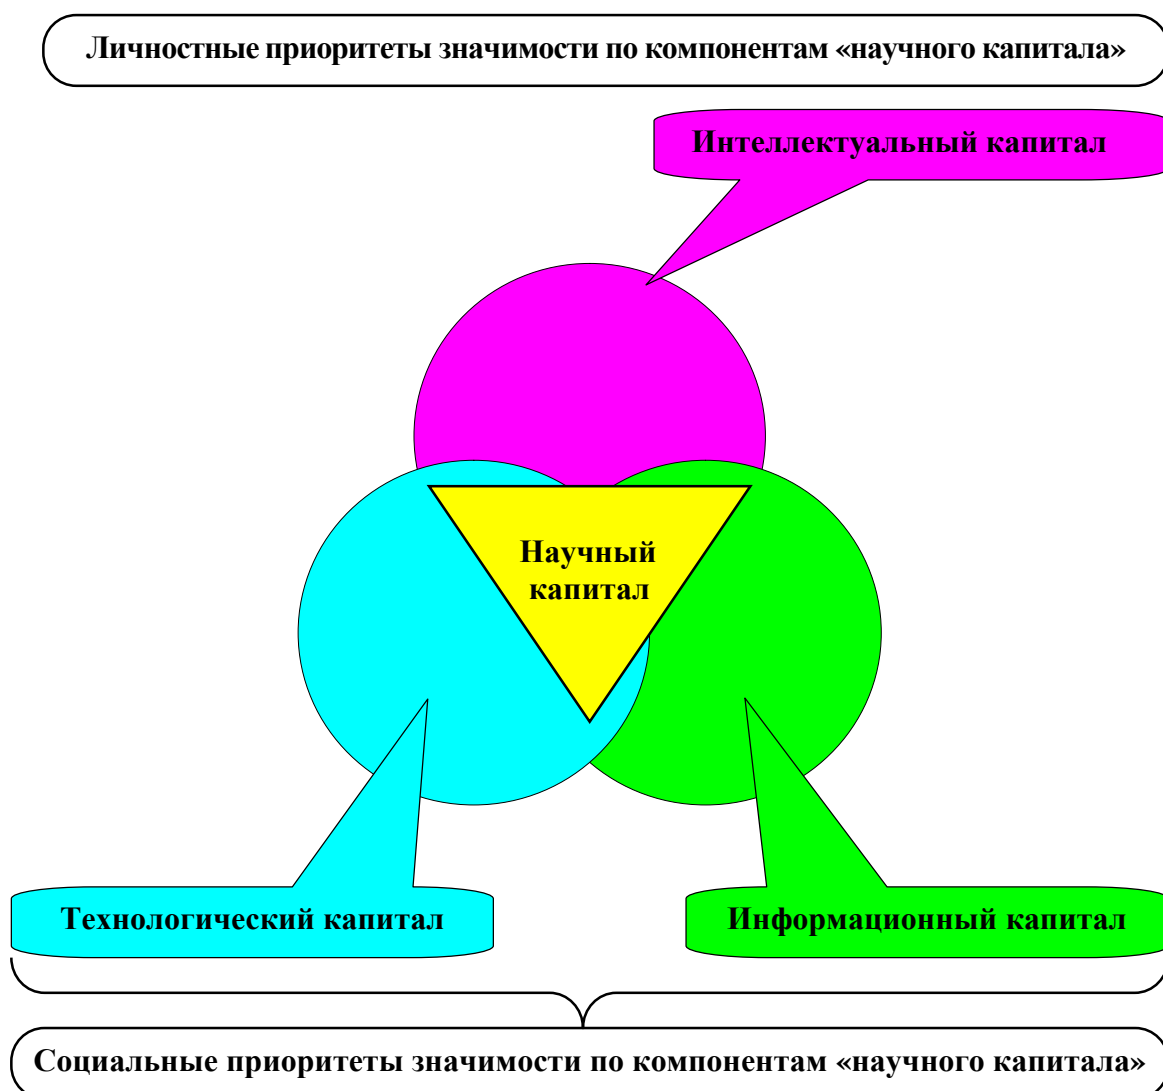 Личностные приоритеты значимости по компонентам «научного капитала»
Интеллектуальный капитал
Научный
капитал
Технологический капитал
Информационный капитал
Социальные приоритеты значимости по компонентам «научного капитала»